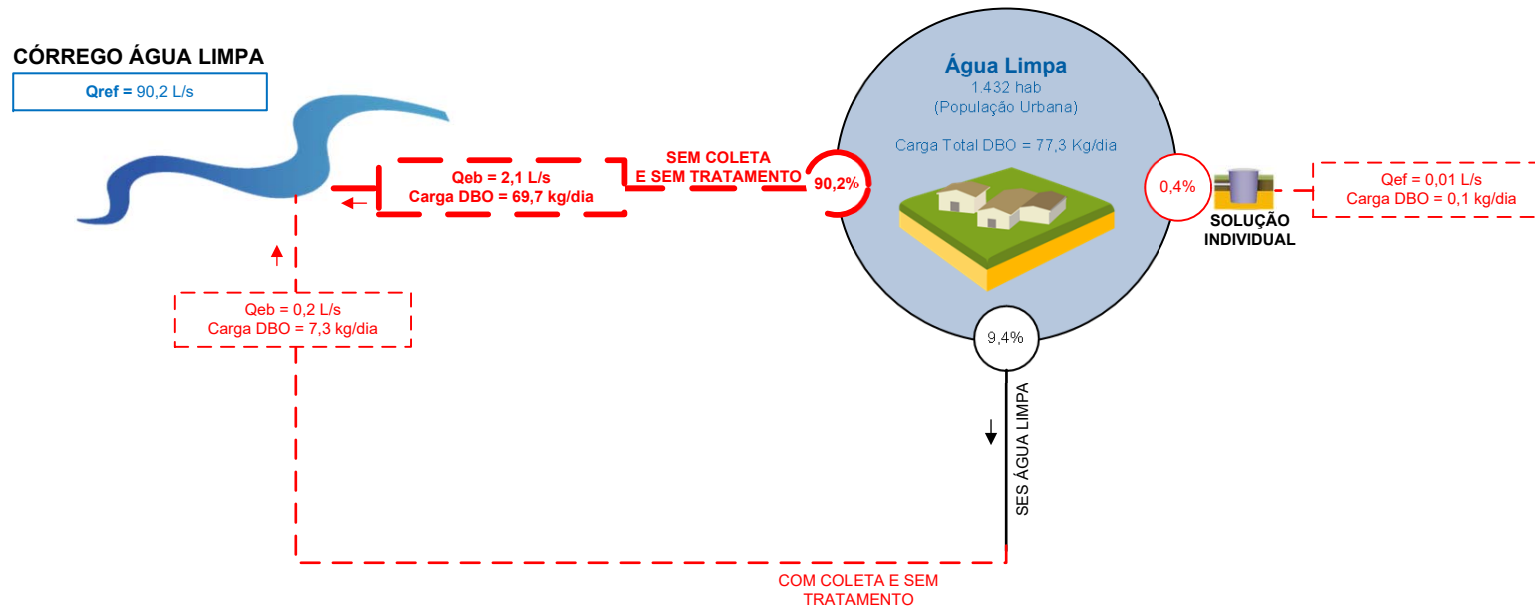 CÓRREGO ÁGUA LIMPA
Qref = 90,2 L/s
Qeb = 2,1 L/s
Carga DBO = 69,7 kg/dia
SEM COLETA
E SEM TRATAMENTO
90,2%
Água Limpa
1.432 hab
(População Urbana)
Carga Total DBO = 77,3 Kg/dia
0,4%
SOLUÇÃO
INDIVIDUAL
Qef = 0,01 L/s
Carga DBO = 0,1 kg/dia
Qeb = 0,2 L/s
Carga DBO = 7,3 kg/dia
9,4%
SES ÁGUA LIMPA
COM COLETA E SEM
TRATAMENTO